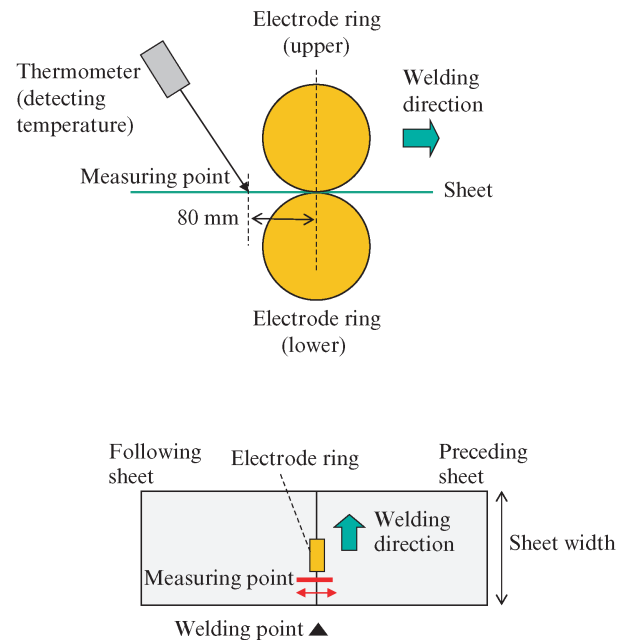 Electrode ring
(upper)
Thermometer
(detecting
temperature)
Welding
direction
Measuring point
Sheet
80 mm
Electrode ring
(lower)
Following
sheet
Electrode ring
Preceding
sheet
Welding
direction
Sheet width
Measuring point
Welding point